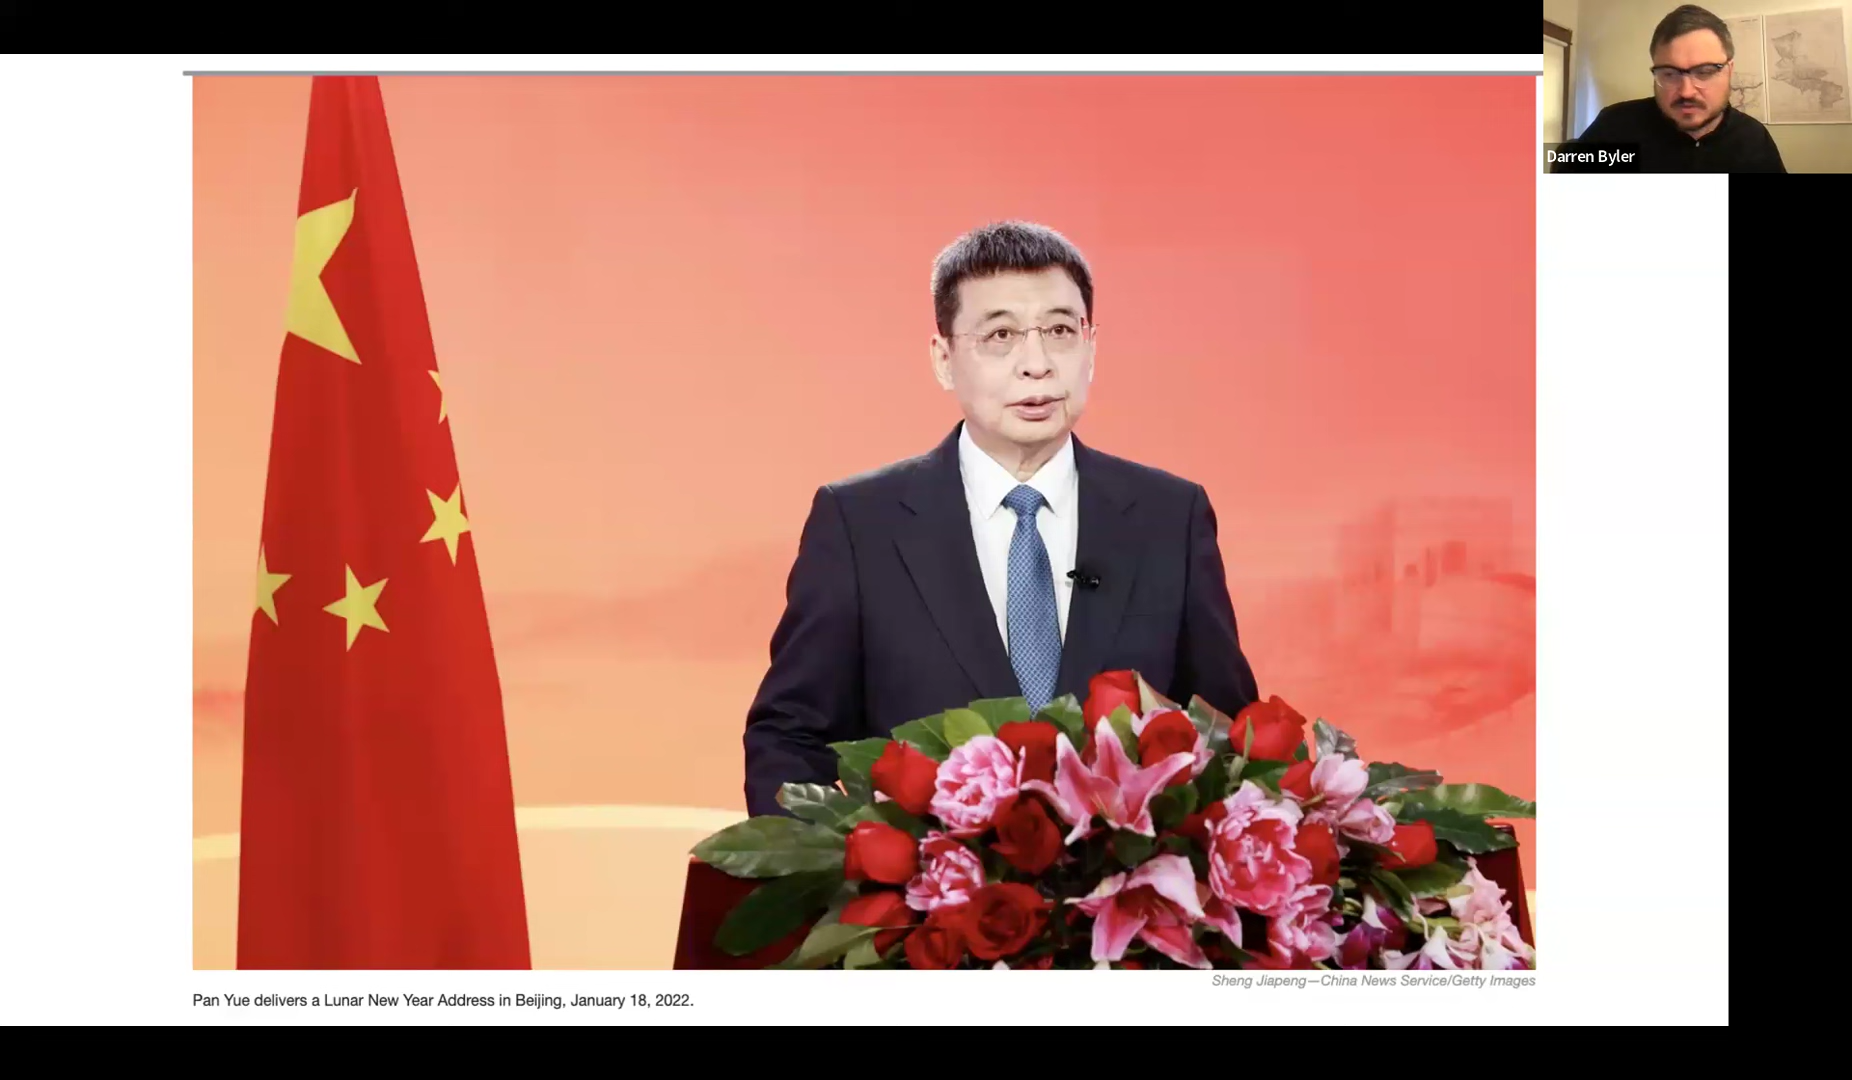 Darren Byler
Sheng Jiapeng—China News Service/Getty Images
Pan Yue delivers a Lunar New Year Address in Beijing, January 18, 2022.